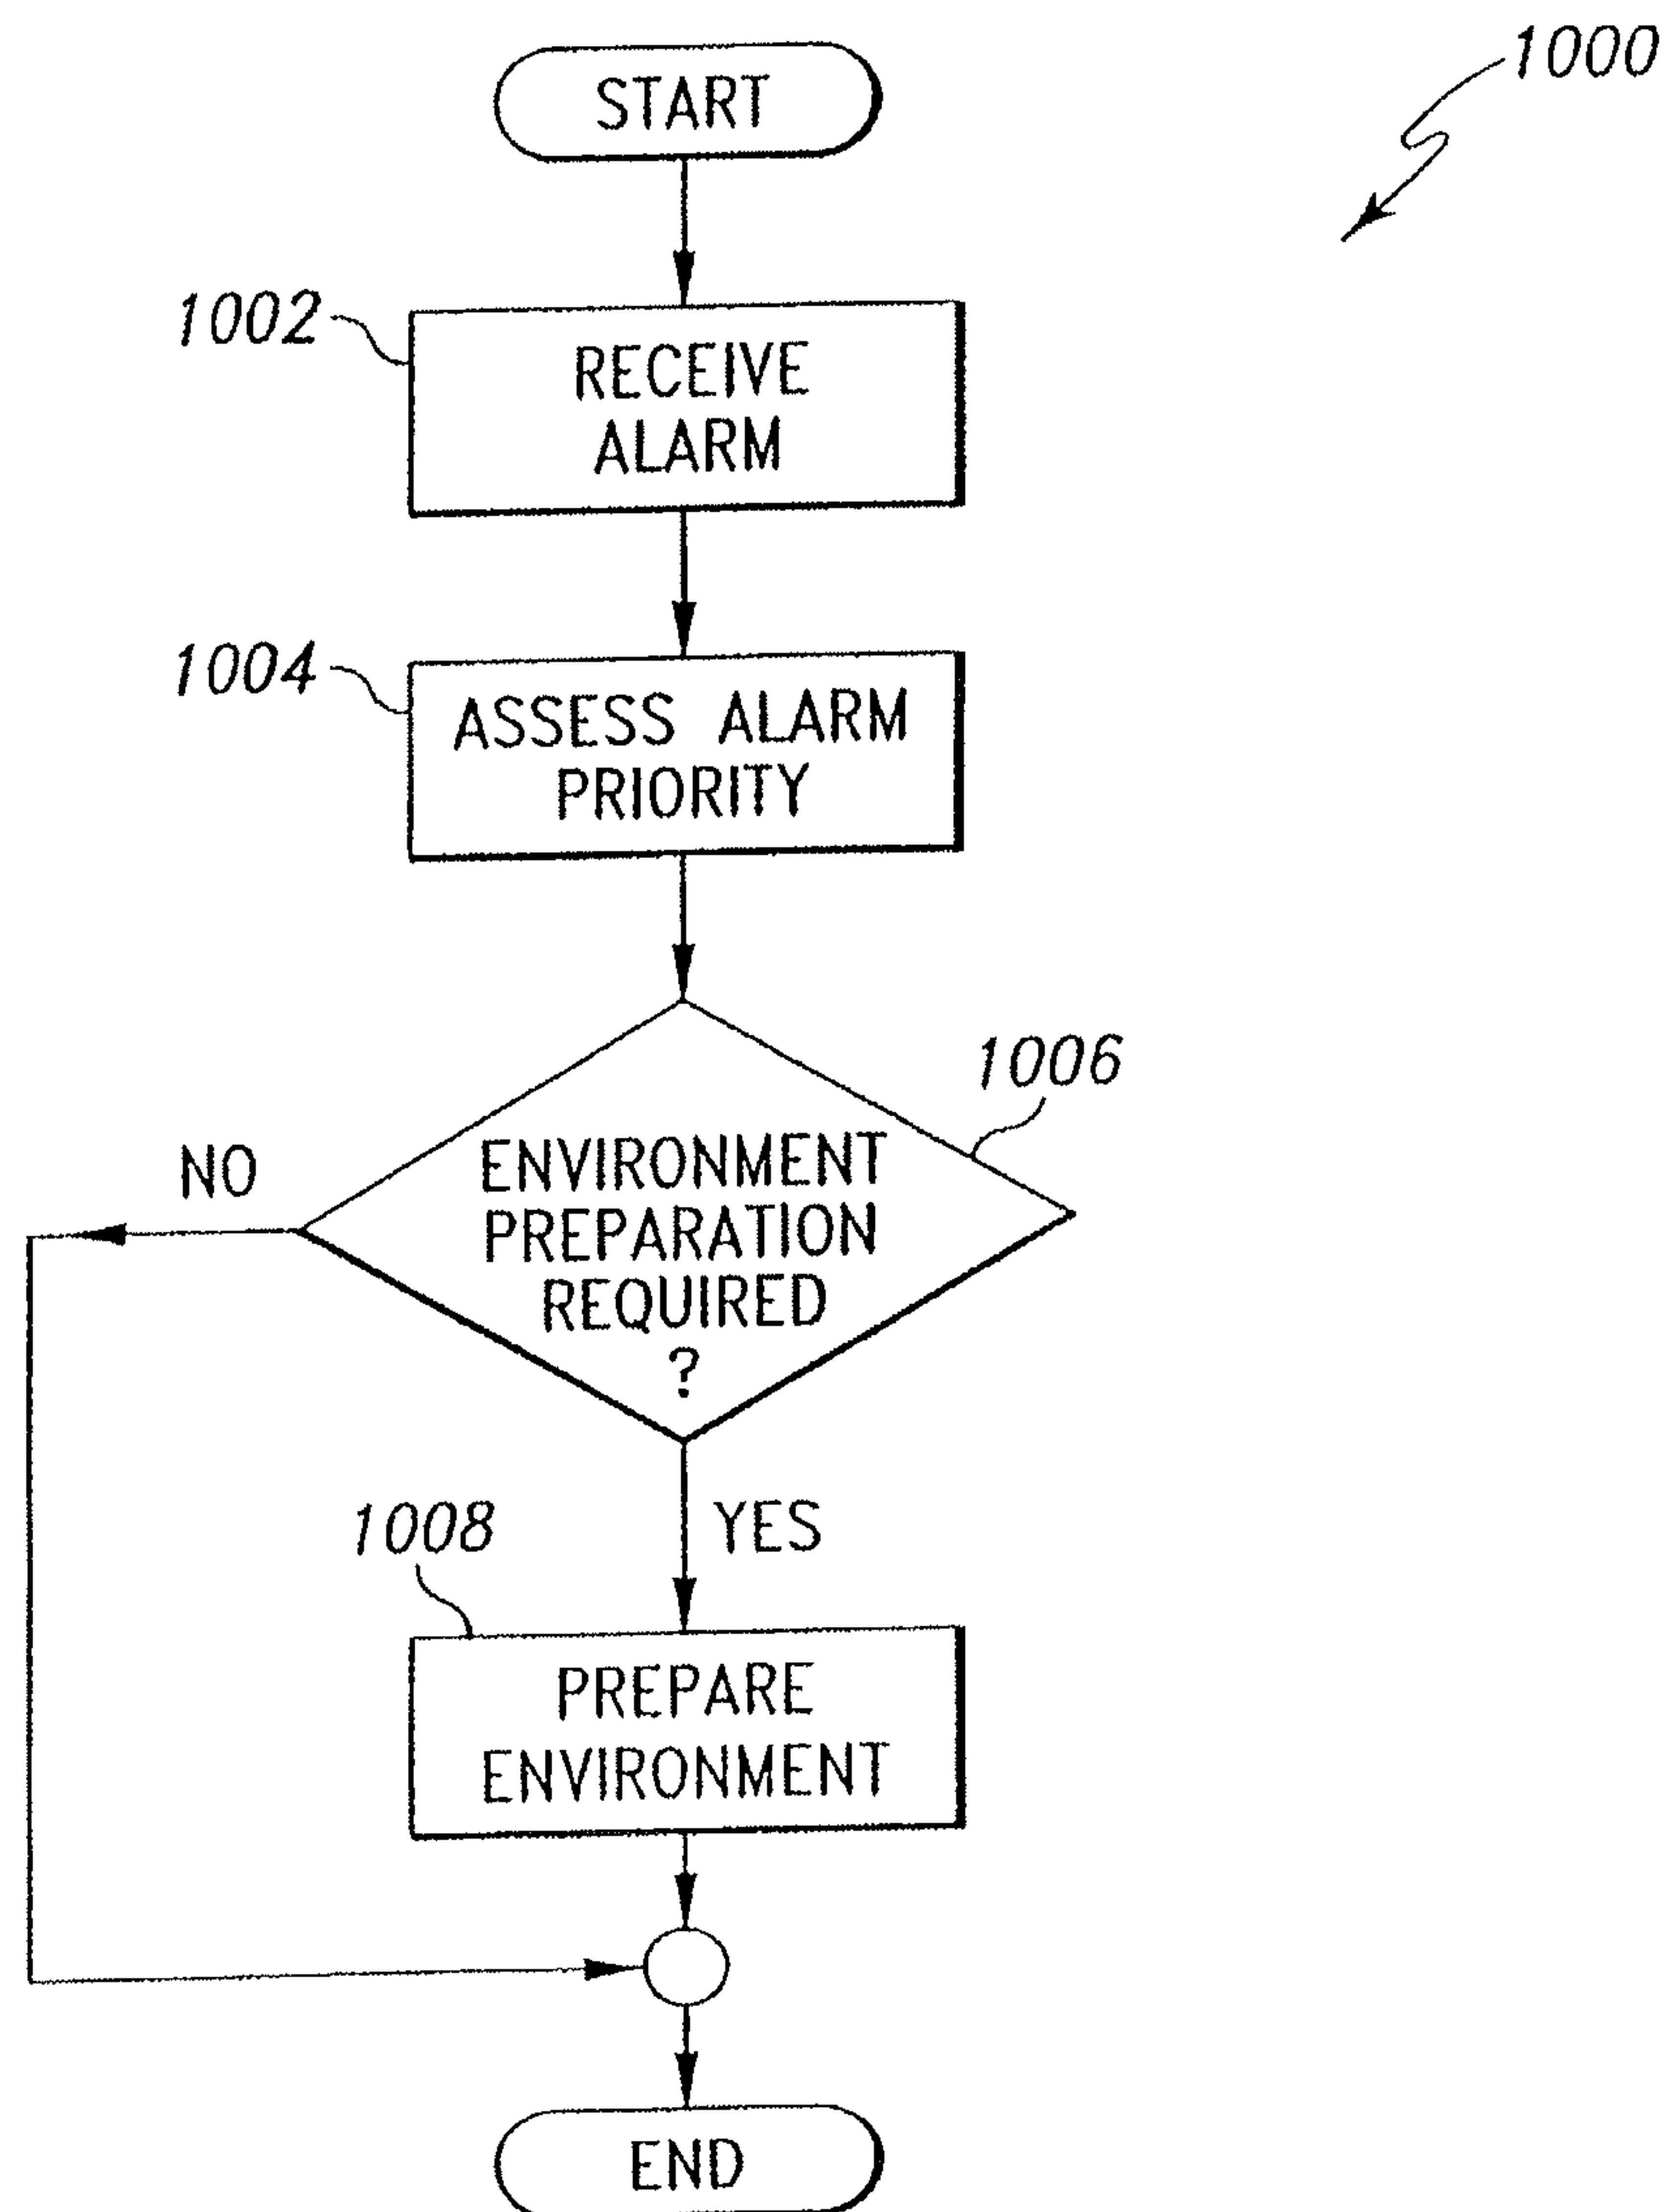 1000
START
1002
RECEIVE
ALARM
1004
ASSESS ALARM
PRIORITY
1006
NO
ENVIRONMENT
PREPARATION
REQUIRED
?
YES
1008
PREPARE
ENVIRONMENT
END